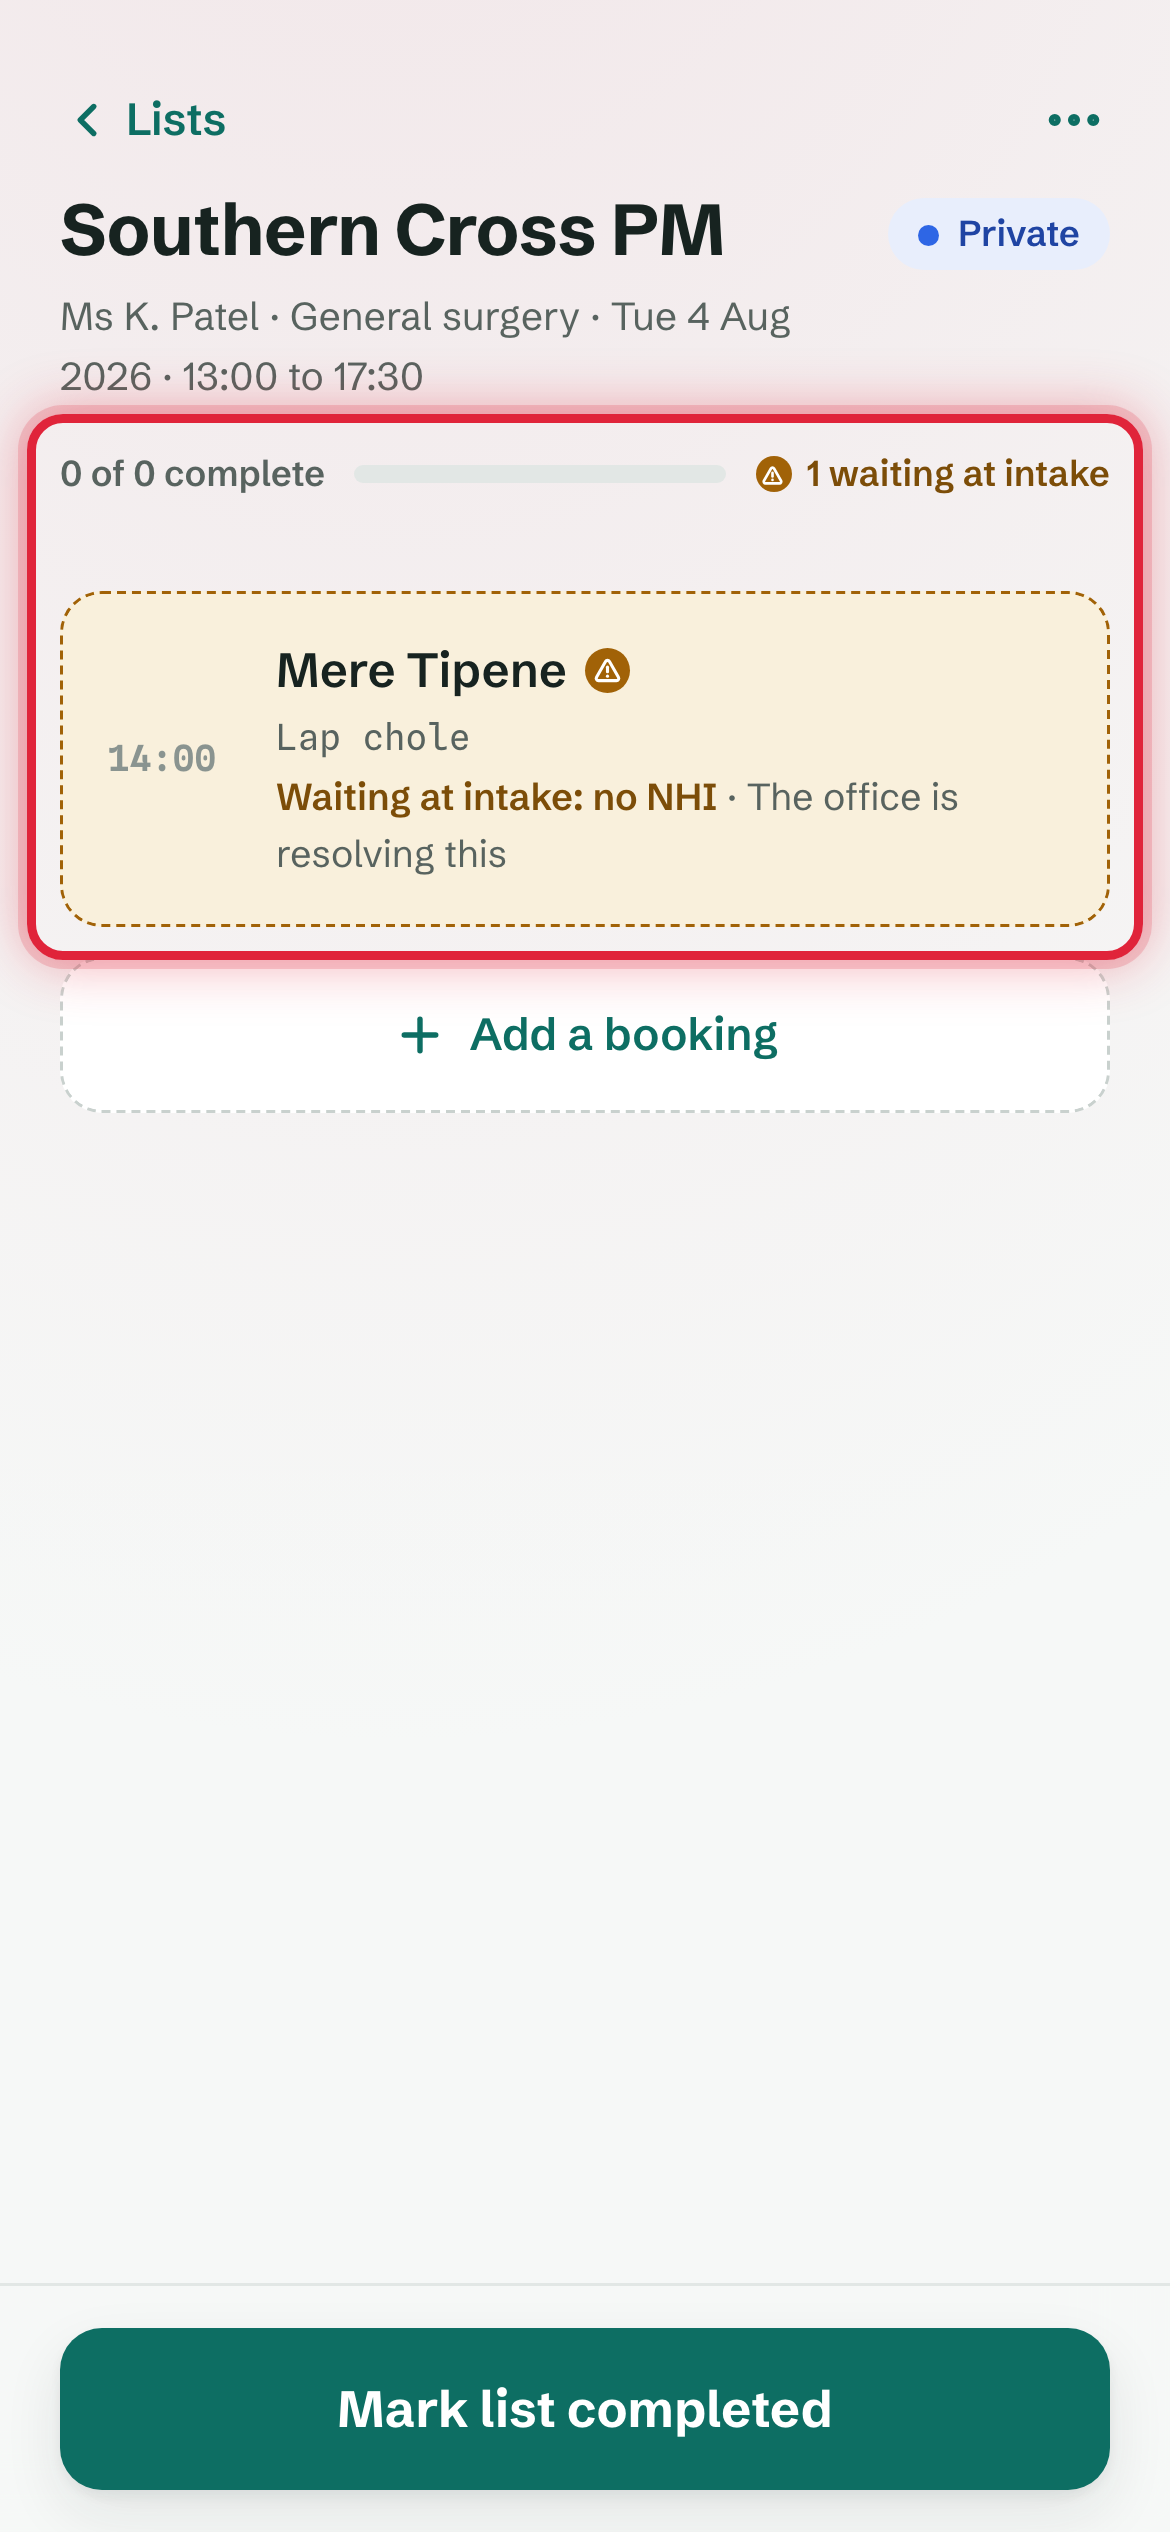 Lists
Southern Cross PM
Private
Ms K. Patel · General surgery · Tue 4 Aug
2026 · 13:00 to 17:30
0 of 0 complete
1 waiting at intake
Mere Tipene
14:00
Lap chole
Waiting at intake: no NHI · The office is
resolving this
+ Add a booking
Mark list completed